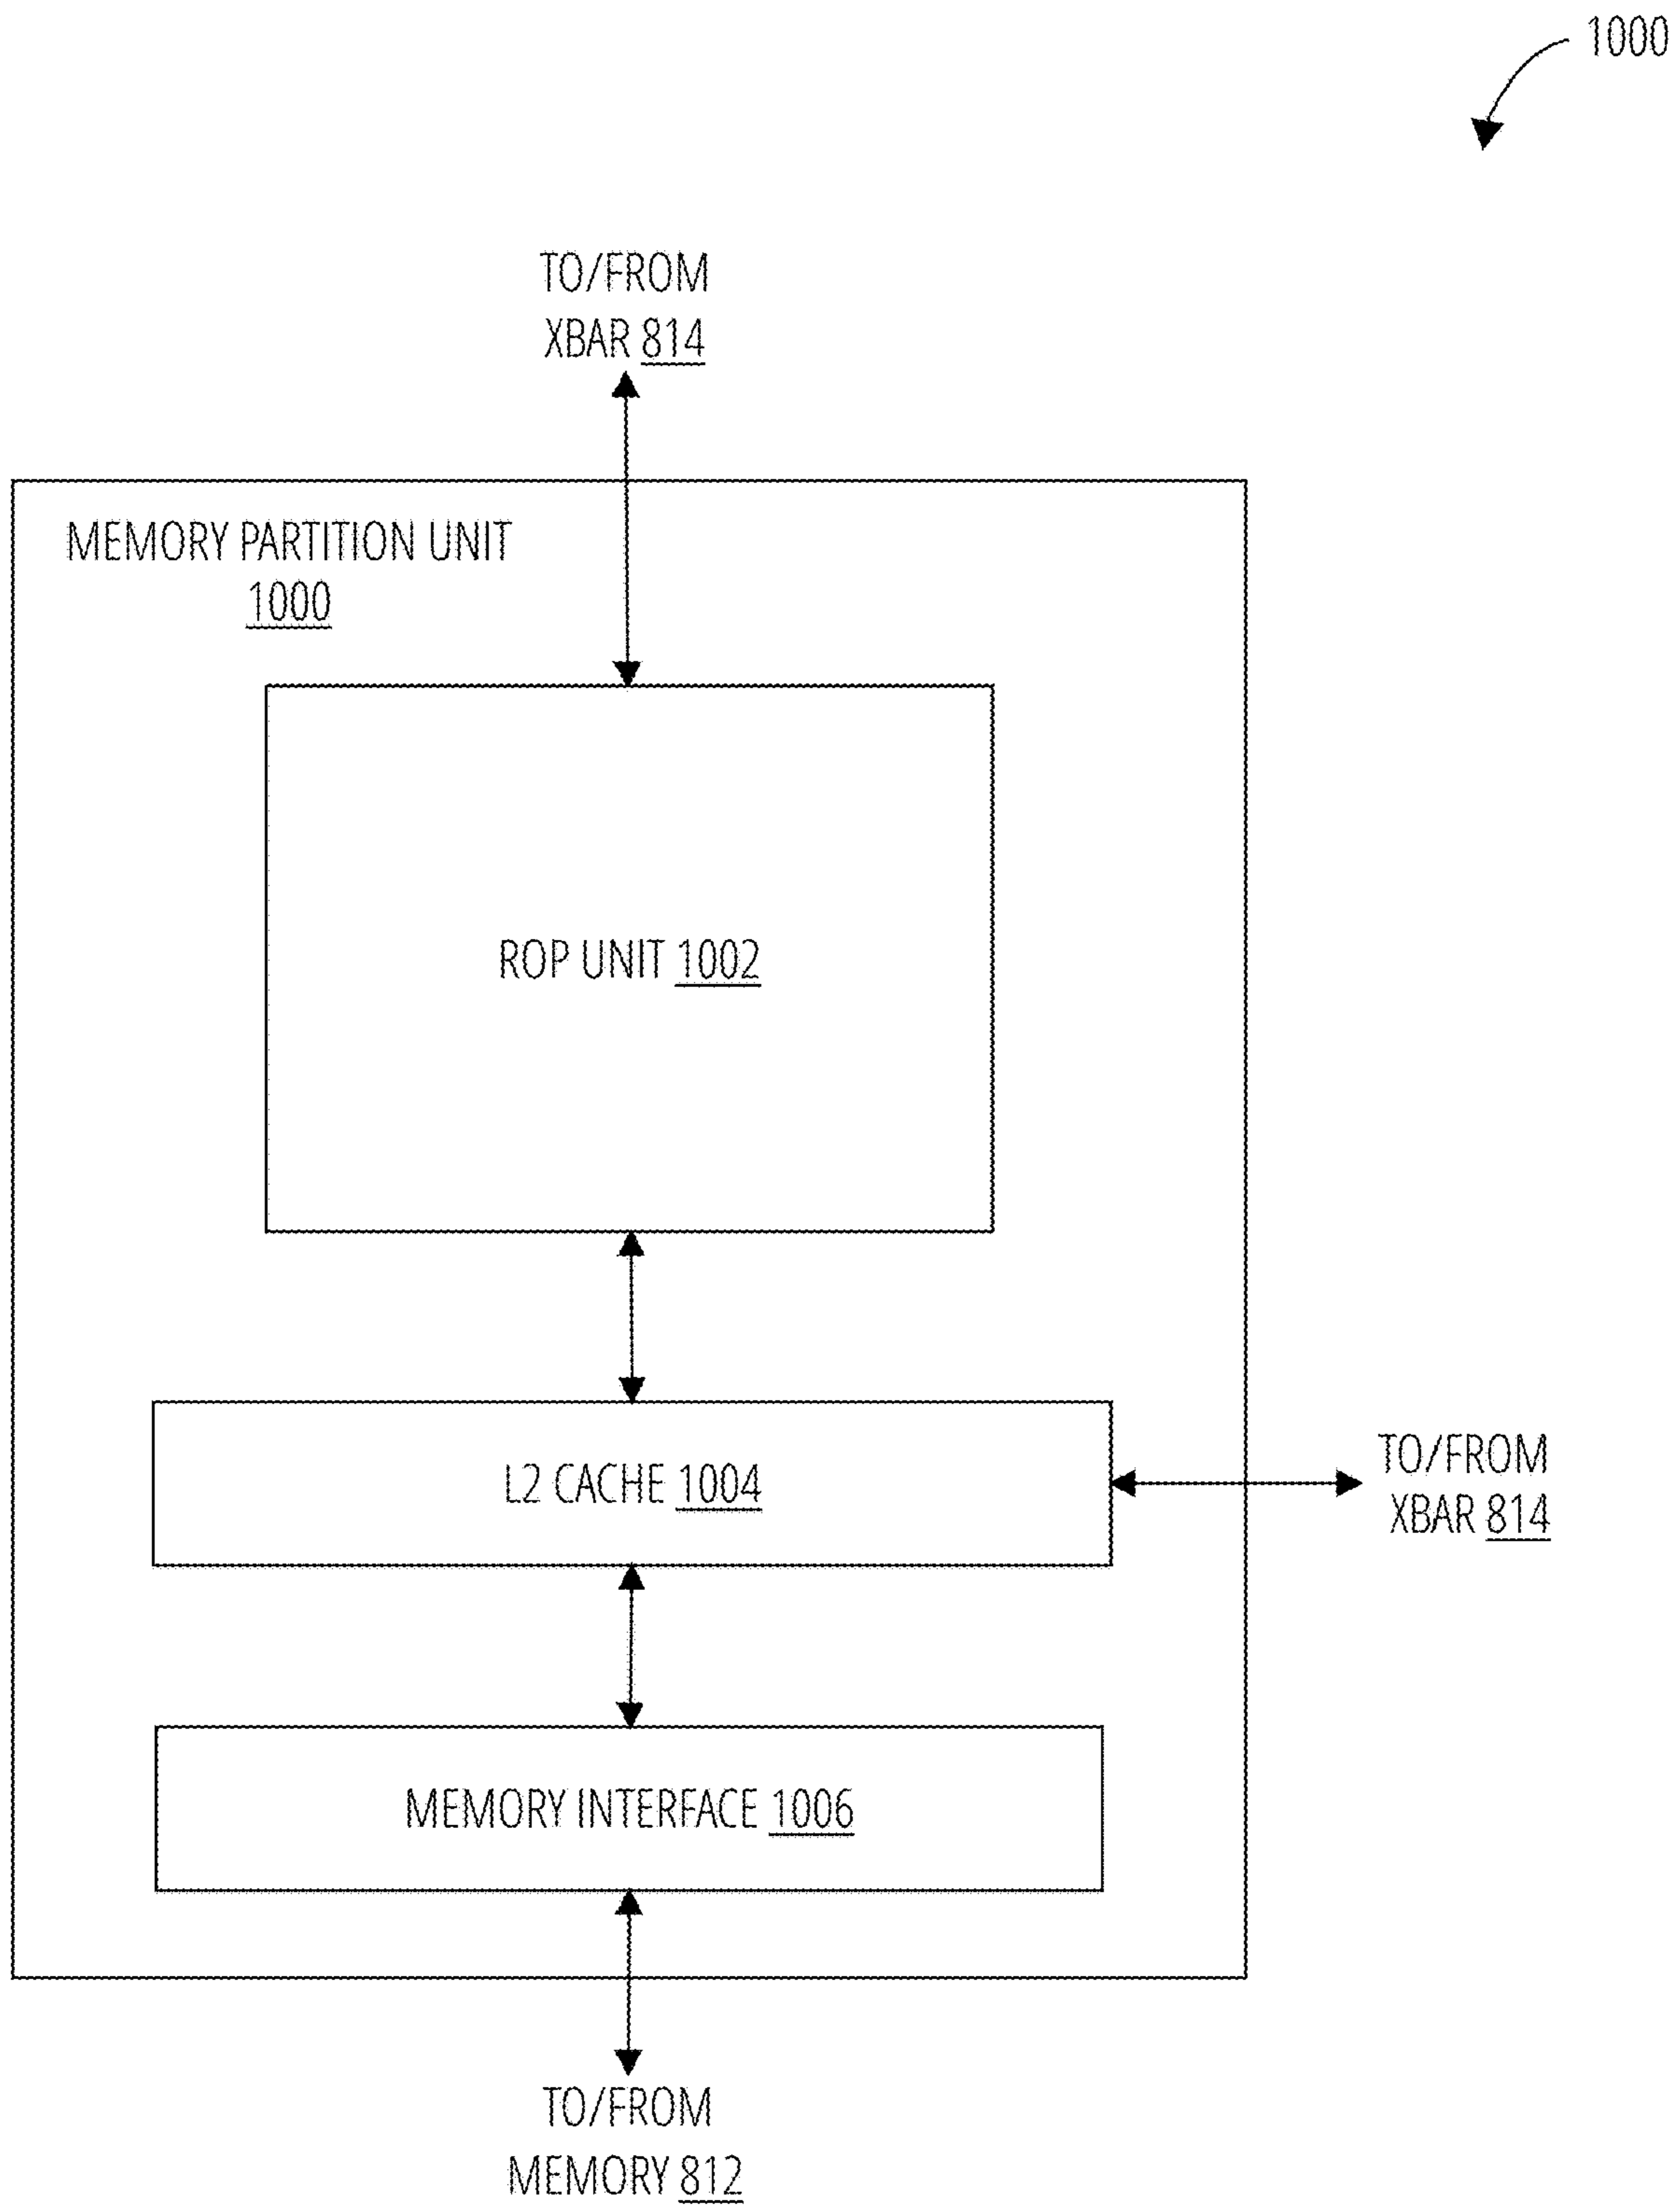 1000
TO/FROM
XBAR 814
MEMORY PARTITION UNIT
1000
ROP UNIT 1002
L2 CACHE 1004
TO/FROM
XBAR 814
MEMORY INTERFACE 1006
TO/FROM
MEMORY 812